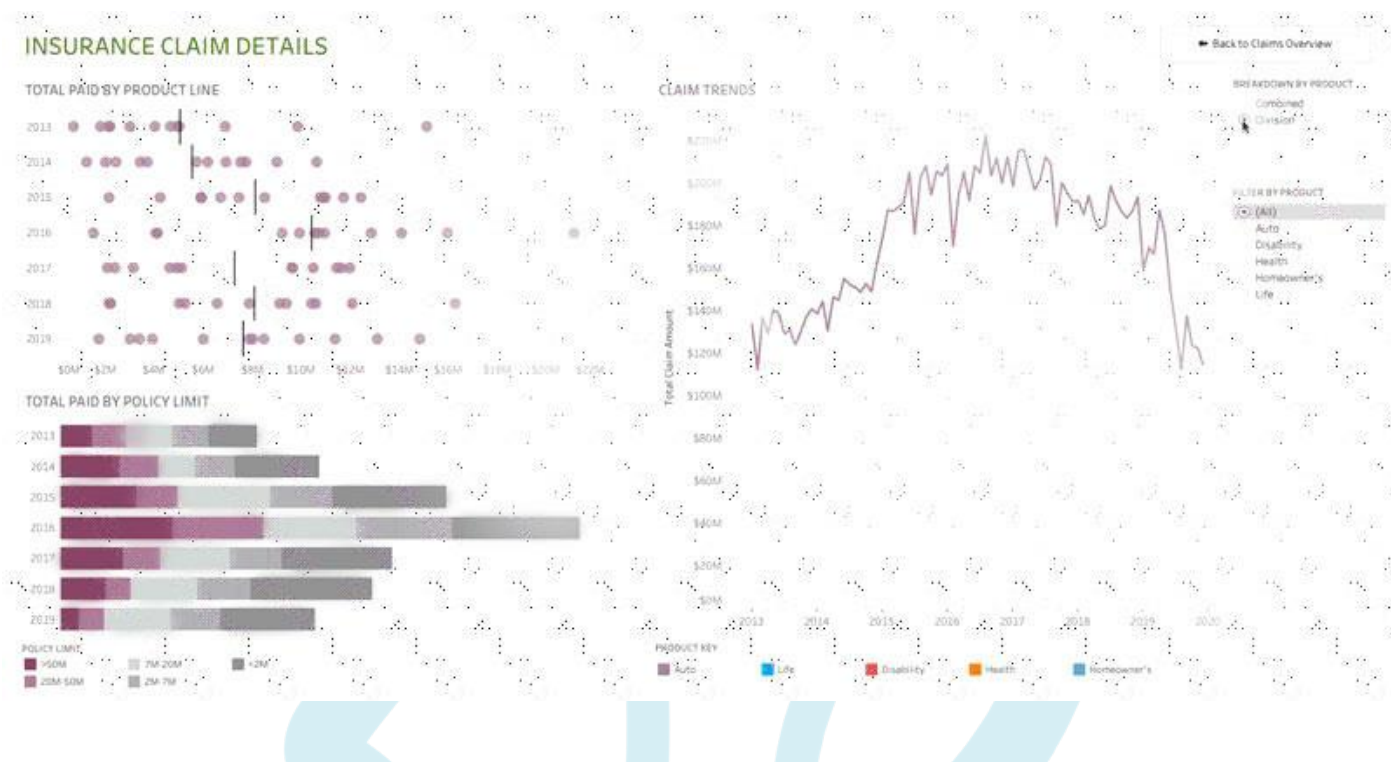 INSURANCE CLAIM DETAILS
← Back to Claims Overview
TOTAL PAID BY PRODUCT LINE
2013
2014
2015
2016
2017
2018
2019
$0M $2M $4M $6M $8M $10M $12M $14M $16M $18M $20M $22M
TOTAL PAID BY POLICY LIMIT
2013
2014
2015
2016
2017
2018
2019
POLICY LIMIT
>50M 7M-20M <2M
20M-50M 2M-7M
CLAIM TRENDS
Total Claim Amount
$220M
$200M
$180M
$160M
$140M
$120M
$100M
$80M
$60M
$40M
$20M
$0M
2013 2014 2015 2016 2017 2018 2019 2020
PRODUCT KEY
Auto Life Disability Health Homeowner's
BREAKDOWN BY PRODUCT
Combined
Division
FILTER BY PRODUCT
(All)
Auto
Disability
Health
Homeowner's
Life